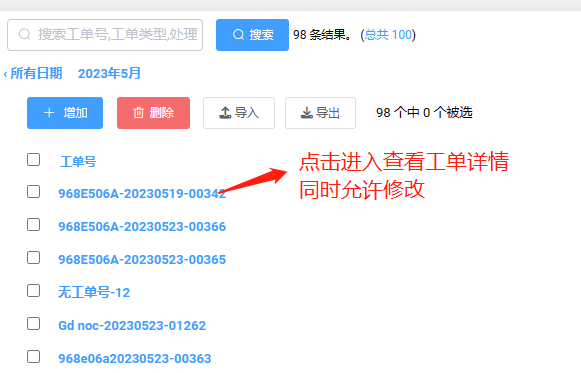 搜索工单号,工单类型,处理
搜索
98 条结果。 (总共 100)
‹ 所有日期 2023年5月
增加
删除
导入
导出
98 个中 0 个被选
工单号
点击进入查看工单详情
同时允许修改
968E506A-20230519-00342
968E506A-20230523-00366
968E506A-20230523-00365
无工单号-12
Gd noc-20230523-01262
968e06a20230523-00363